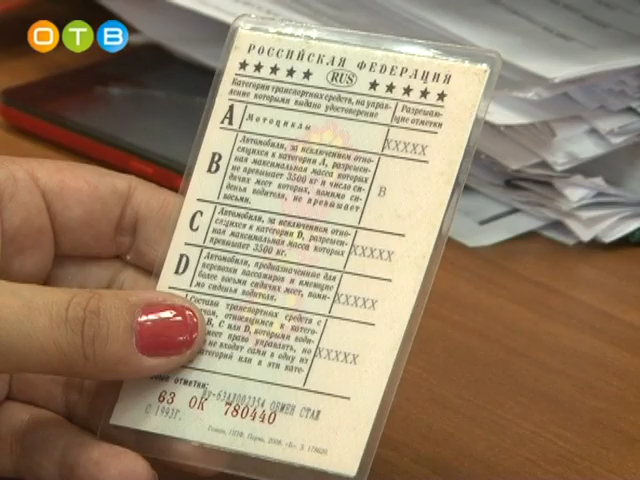 ОТВ
РОССИЙСКАЯ ФЕДЕРАЦИЯ
RUS
Категории транспортных средств, на управ-
ление которыми выдано удостоверение
Разрешаю-
щие отметки
A
Мотоциклы
XXXXX
B
Автомобили, за исключением отно-
сящихся к категории А, разрешен-
ная максимальная масса которых
не превышает 3500 кг и число си-
дячих мест которых, помимо си-
денья водителя, не превышает
восьми.
B
C
Автомобили, за исключением отно-
сящихся к категории D, разрешен-
ная максимальная масса которых
превышает 3500 кг.
XXXXX
D
Автомобили, предназначенные для
перевозки пассажиров и имеющие
более восьми сидячих мест, поми-
мо сиденья водителя.
XXXXX
Составы транспортных средств с
относящимся к катего-
B, C или D, которыми води-
имеет право управлять, но
не входят сами в одну из
категорий или в эти кате-
XXXXX
отметки:
ОБМЕН СТАЖ
63 ОК 780440
© 1993г.